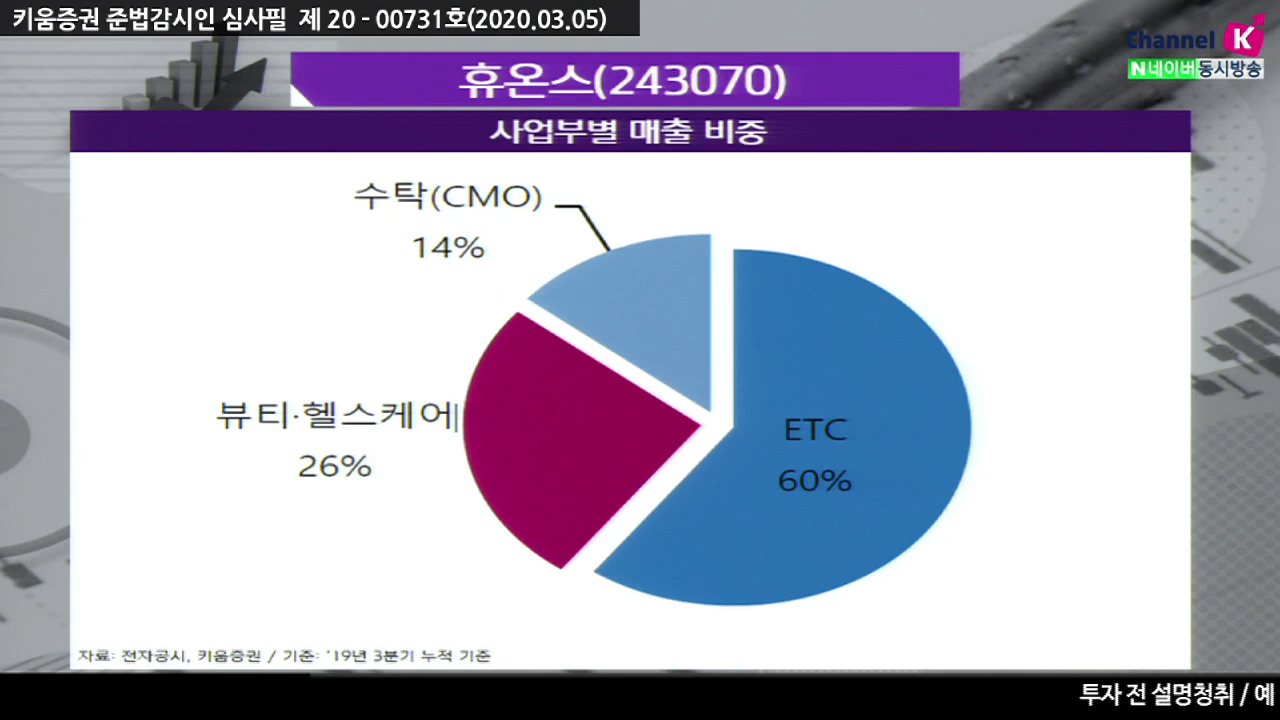 키움증권 준법감시인 심사필 제 20 - 00731호(2020.03.05)
Channel K
N 네이버 동시방송
휴온스(243070)
사업부별 매출 비중
수탁(CMO)
14%
뷰티·헬스케어
26%
ETC
60%
자료: 전자공시, 키움증권 / 기준: '19년 3분기 누적 기준
투자 전 설명청취 / 예